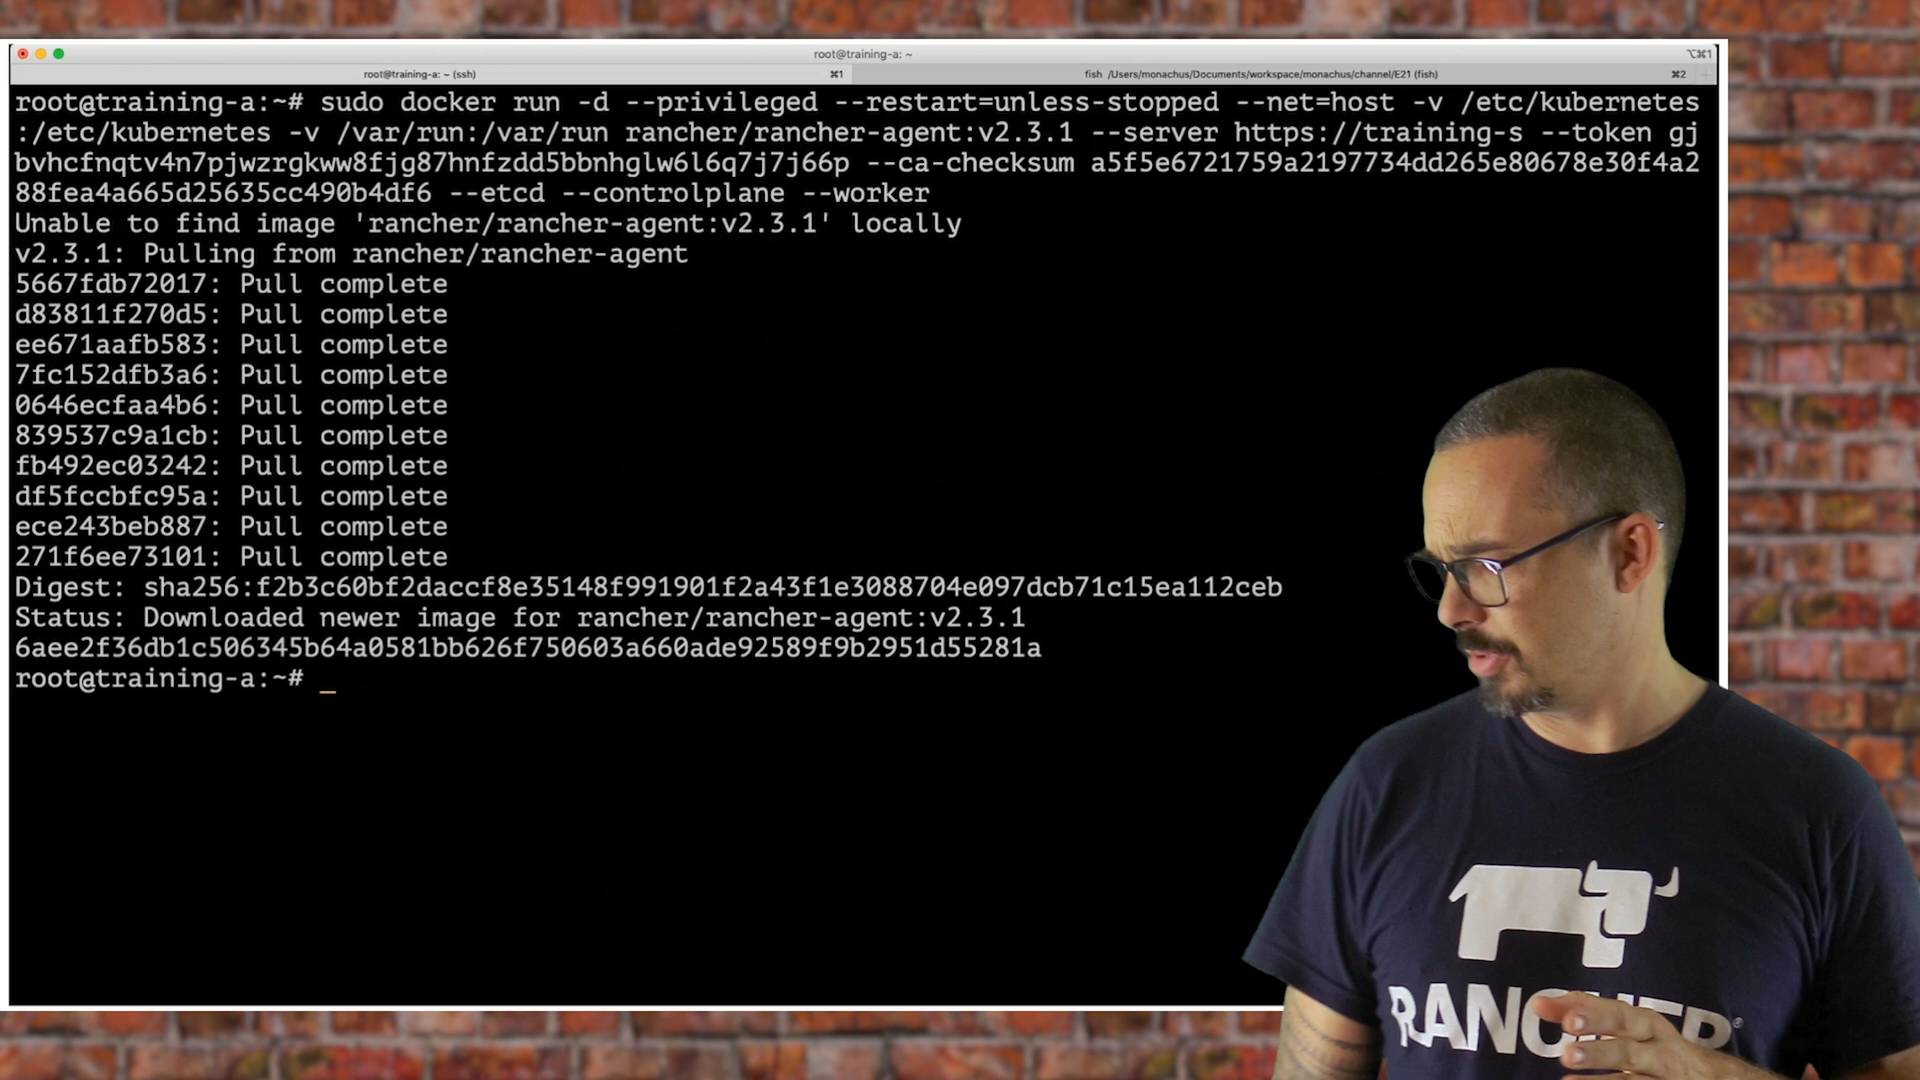 root@training-a: ~
⌥⌘1
root@training-a: ~ (ssh)
⌘1
fish /Users/monachus/Documents/workspace/monachus/channel/E21 (fish)
⌘2
root@training-a:~# sudo docker run -d --privileged --restart=unless-stopped --net=host -v /etc/kubernetes
:/etc/kubernetes -v /var/run:/var/run rancher/rancher-agent:v2.3.1 --server https://training-s --token gj
bvhcfnqtv4n7pjwzrgkww8fjg87hnfzdd5bbnhglw6l6q7j7j66p --ca-checksum a5f5e6721759a2197734dd265e80678e30f4a2
88fea4a665d25635cc490b4df6 --etcd --controlplane --worker
Unable to find image 'rancher/rancher-agent:v2.3.1' locally
v2.3.1: Pulling from rancher/rancher-agent
5667fdb72017: Pull complete
d83811f270d5: Pull complete
ee671aafb583: Pull complete
7fc152dfb3a6: Pull complete
0646ecfaa4b6: Pull complete
839537c9a1cb: Pull complete
fb492ec03242: Pull complete
df5fccbfc95a: Pull complete
ece243beb887: Pull complete
271f6ee73101: Pull complete
Digest: sha256:f2b3c60bf2daccf8e35148f991901f2a43f1e3088704e097dcb71c15ea112ceb
Status: Downloaded newer image for rancher/rancher-agent:v2.3.1
6aee2f36db1c506345b64a0581bb626f750603a660ade92589f9b2951d55281a
root@training-a:~# _
RANCHER®